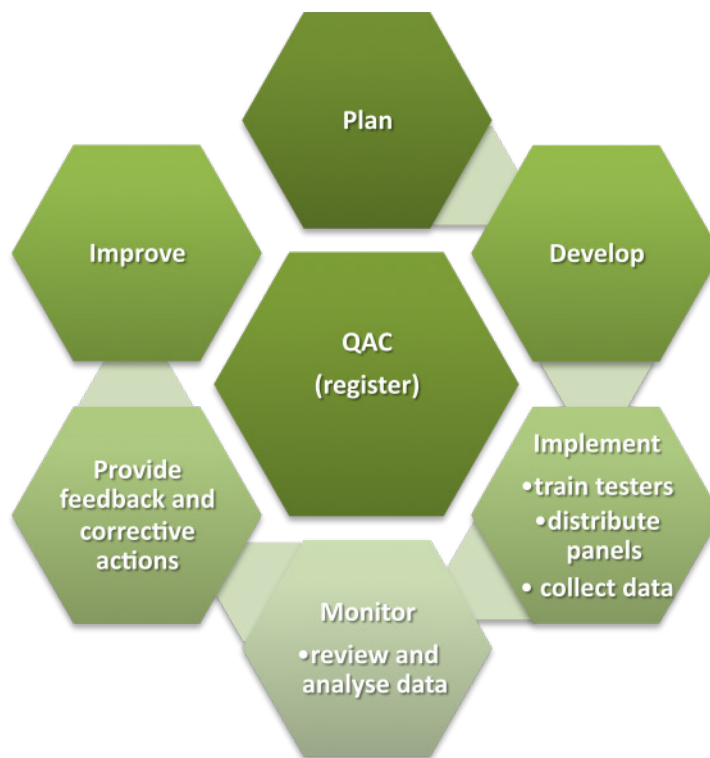 Plan
Develop
Implement
•train testers
•distribute
panels
• collect data
Monitor
•review and
analyse data
Provide
feedback and
corrective
actions
Improve
QAC
(register)